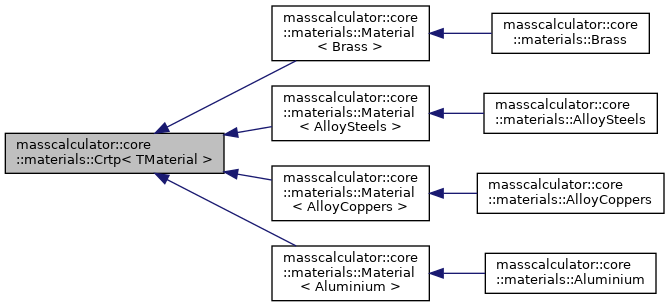 masscalculator::core
::materials::Crtp< TMaterial >
masscalculator::core
::materials::Material
< Brass >
masscalculator::core
::materials::Brass
masscalculator::core
::materials::Material
< AlloySteels >
masscalculator::core
::materials::AlloySteels
masscalculator::core
::materials::Material
< AlloyCoppers >
masscalculator::core
::materials::AlloyCoppers
masscalculator::core
::materials::Material
< Aluminium >
masscalculator::core
::materials::Aluminium